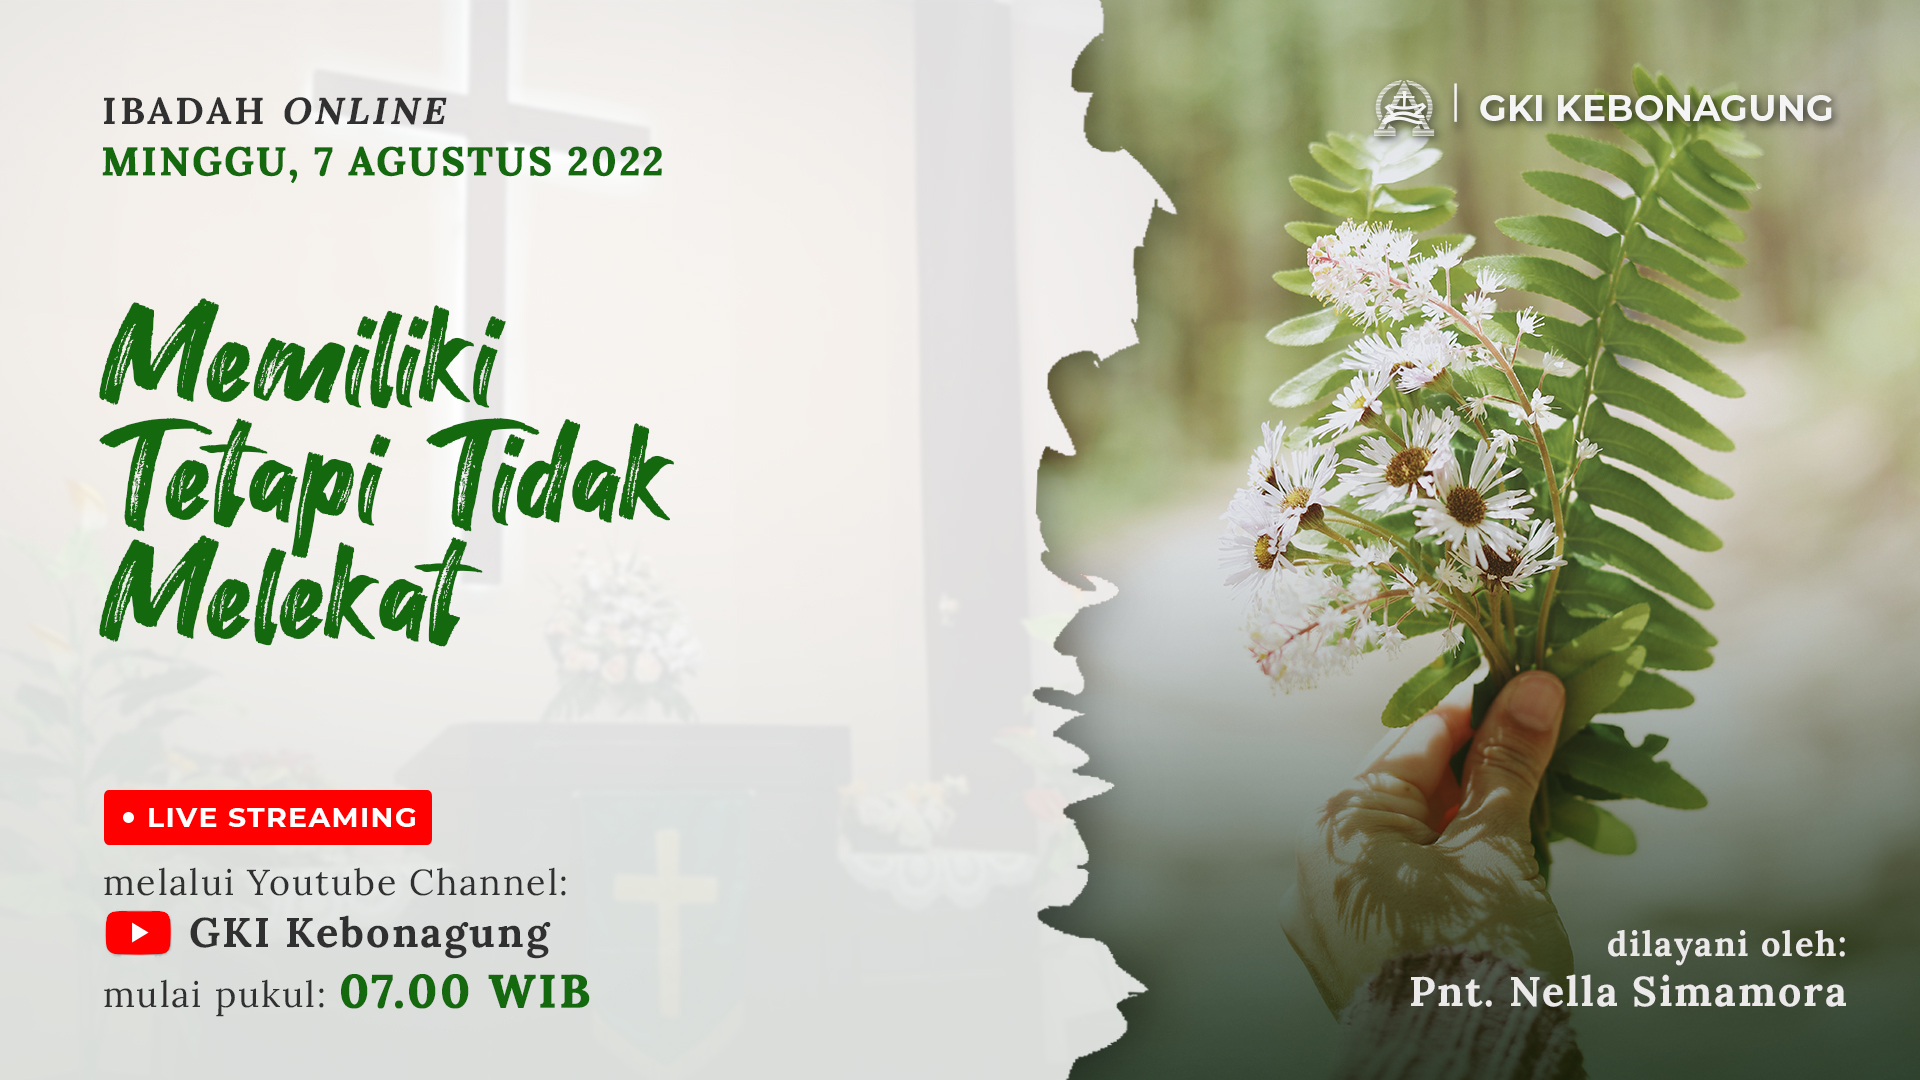 IBADAH ONLINE
MINGGU, 7 AGUSTUS 2022
GKI KEBONAGUNG
Memiliki
Tetapi Tidak
Melekat
LIVE STREAMING
melalui Youtube Channel:
GKI Kebonagung
mulai pukul: 07.00 WIB
dilayani oleh:
Pnt. Nella Simamora